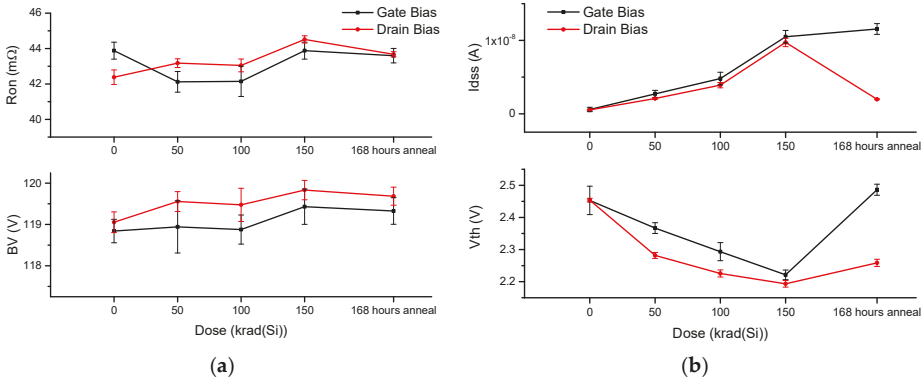 Gate Bias
Drain Bias
Ron (mΩ)
46
44
42
40
0
50
100
150
168 hours anneal
BV (V)
120
119
118
0
50
100
150
168 hours anneal
Dose (krad(Si))
(a)
Gate Bias
Drain Bias
Idss (A)
1x10⁻⁸
0
0
50
100
150
168 hours anneal
Vth (V)
2.5
2.4
2.3
2.2
0
50
100
150
168 hours anneal
Dose (krad(Si))
(b)